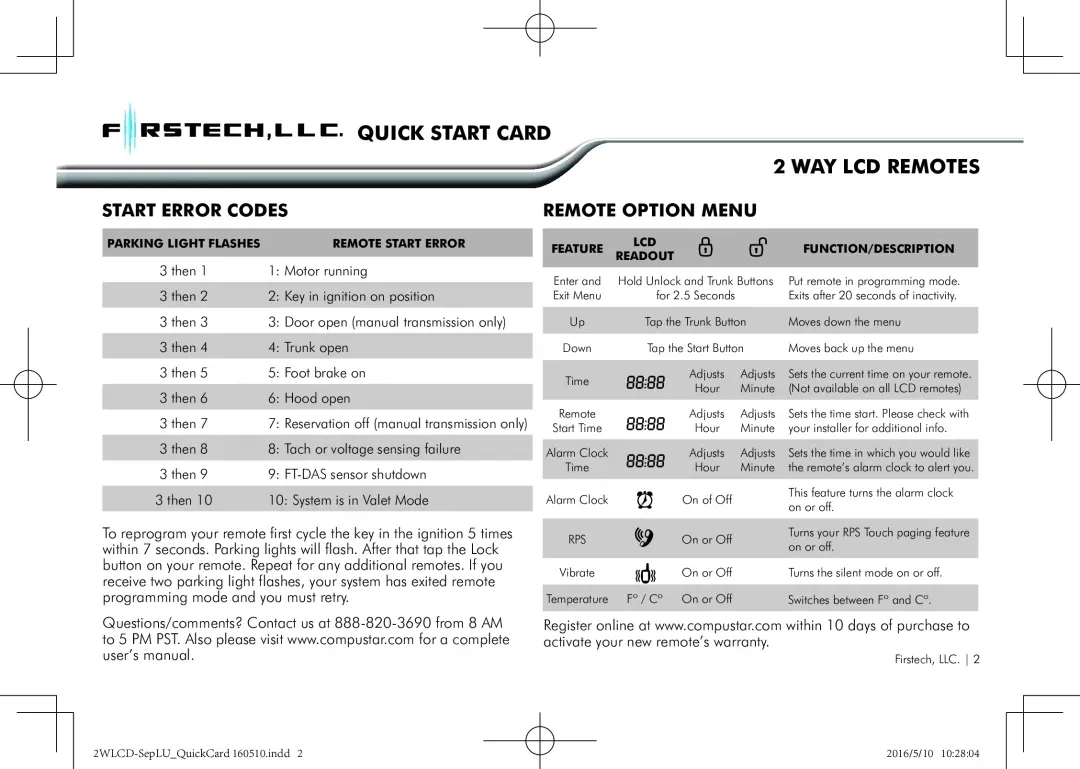 FIRSTECH,LLC. QUICK START CARD
2 WAY LCD REMOTES
START ERROR CODES
PARKING LIGHT FLASHES REMOTE START ERROR
3 then 1 1: Motor running
3 then 2 2: Key in ignition on position
3 then 3 3: Door open (manual transmission only)
3 then 4 4: Trunk open
3 then 5 5: Foot brake on
3 then 6 6: Hood open
3 then 7 7: Reservation off (manual transmission only)
3 then 8 8: Tach or voltage sensing failure
3 then 9 9: FT-DAS sensor shutdown
3 then 10 10: System is in Valet Mode
To reprogram your remote first cycle the key in the ignition 5 times
within 7 seconds. Parking lights will flash. After that tap the Lock
button on your remote. Repeat for any additional remotes. If you
receive two parking light flashes, your system has exited remote
programming mode and you must retry.
Questions/comments? Contact us at 888-820-3690 from 8 AM
to 5 PM PST. Also please visit www.compustar.com for a complete
user's manual.
REMOTE OPTION MENU
FEATURE LCD READOUT FUNCTION/DESCRIPTION
Enter and Hold Unlock and Trunk Buttons Put remote in programming mode.
Exit Menu for 2.5 Seconds Exits after 20 seconds of inactivity.
Up Tap the Trunk Button Moves down the menu
Down Tap the Start Button Moves back up the menu
Time 88:88 Adjusts Hour Adjusts Minute Sets the current time on your remote.
(Not available on all LCD remotes)
Remote Start Time 88:88 Adjusts Hour Adjusts Minute Sets the time start. Please check with
your installer for additional info.
Alarm Clock Time 88:88 Adjusts Hour Adjusts Minute Sets the time in which you would like
the remote's alarm clock to alert you.
Alarm Clock On of Off This feature turns the alarm clock
on or off.
RPS On or Off Turns your RPS Touch paging feature
on or off.
Vibrate On or Off Turns the silent mode on or off.
Temperature Fº / Cº On or Off Switches between Fº and Cº.
Register online at www.compustar.com within 10 days of purchase to
activate your new remote's warranty.
Firstech, LLC. | 2
2WLCD-SepLU_QuickCard 160510.indd 2
2016/5/10 10:28:04